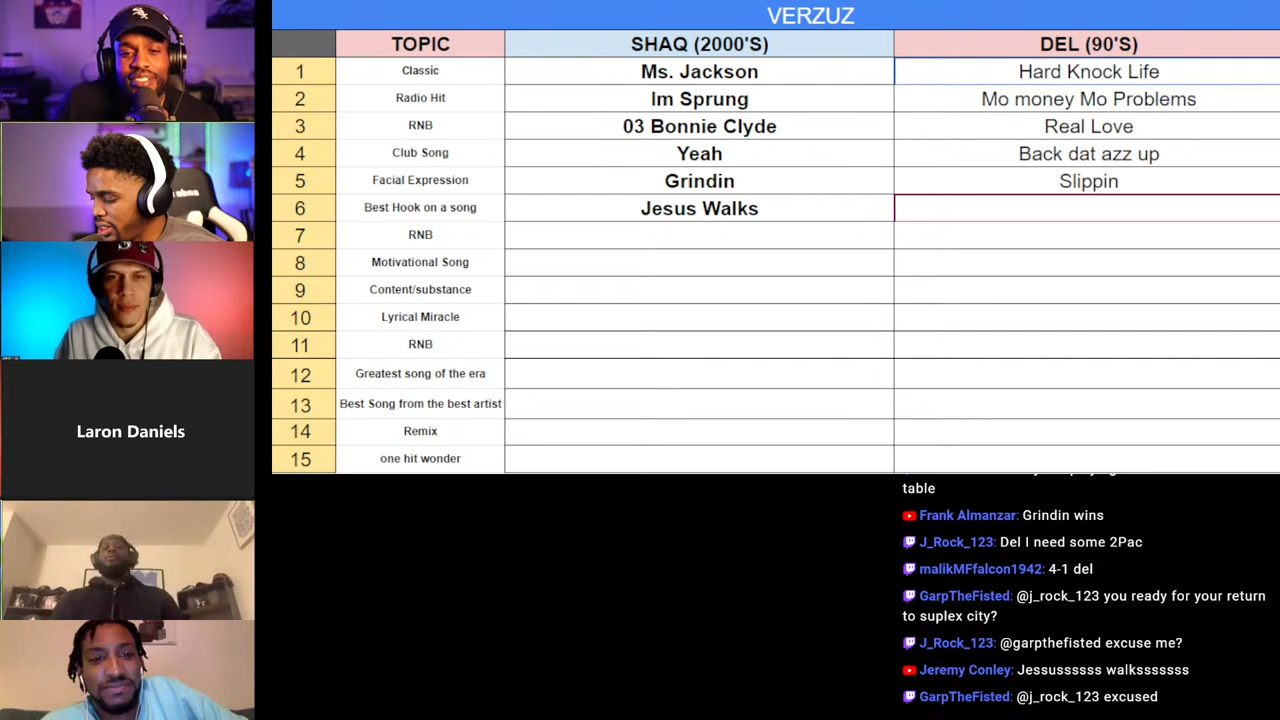 VERZUZ
TOPIC SHAQ (2000'S) DEL (90'S)
1 Classic Ms. Jackson Hard Knock Life
2 Radio Hit Im Sprung Mo money Mo Problems
3 RNB 03 Bonnie Clyde Real Love
4 Club Song Yeah Back dat azz up
5 Facial Expression Grindin Slippin
6 Best Hook on a song Jesus Walks
7 RNB
8 Motivational Song
9 Content/substance
10 Lyrical Miracle
11 RNB
12 Greatest song of the era
13 Best Song from the best artist
14 Remix
15 one hit wonder
Laron Daniels
table
Frank Almanzar: Grindin wins
J_Rock_123: Del I need some 2Pac
malikMFfalcon1942: 4-1 del
GarpTheFisted: @j_rock_123 you ready for your return
to suplex city?
J_Rock_123: @garpthefisted excuse me?
Jeremy Conley: Jessussssss walksssssss
GarpTheFisted: @j_rock_123 excused